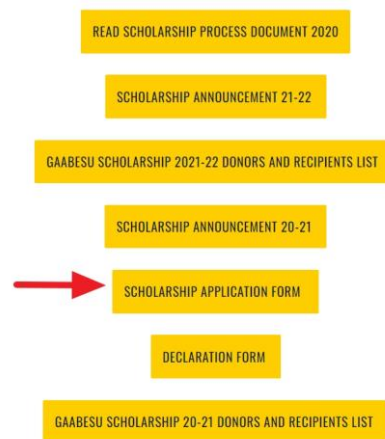 READ SCHOLARSHIP PROCESS DOCUMENT 2020
SCHOLARSHIP ANNOUNCEMENT 21-22
GAABESU SCHOLARSHIP 2021-22 DONORS AND RECIPIENTS LIST
SCHOLARSHIP ANNOUNCEMENT 20-21
SCHOLARSHIP APPLICATION FORM
DECLARATION FORM
GAABESU SCHOLARSHIP 20-21 DONORS AND RECIPIENTS LIST